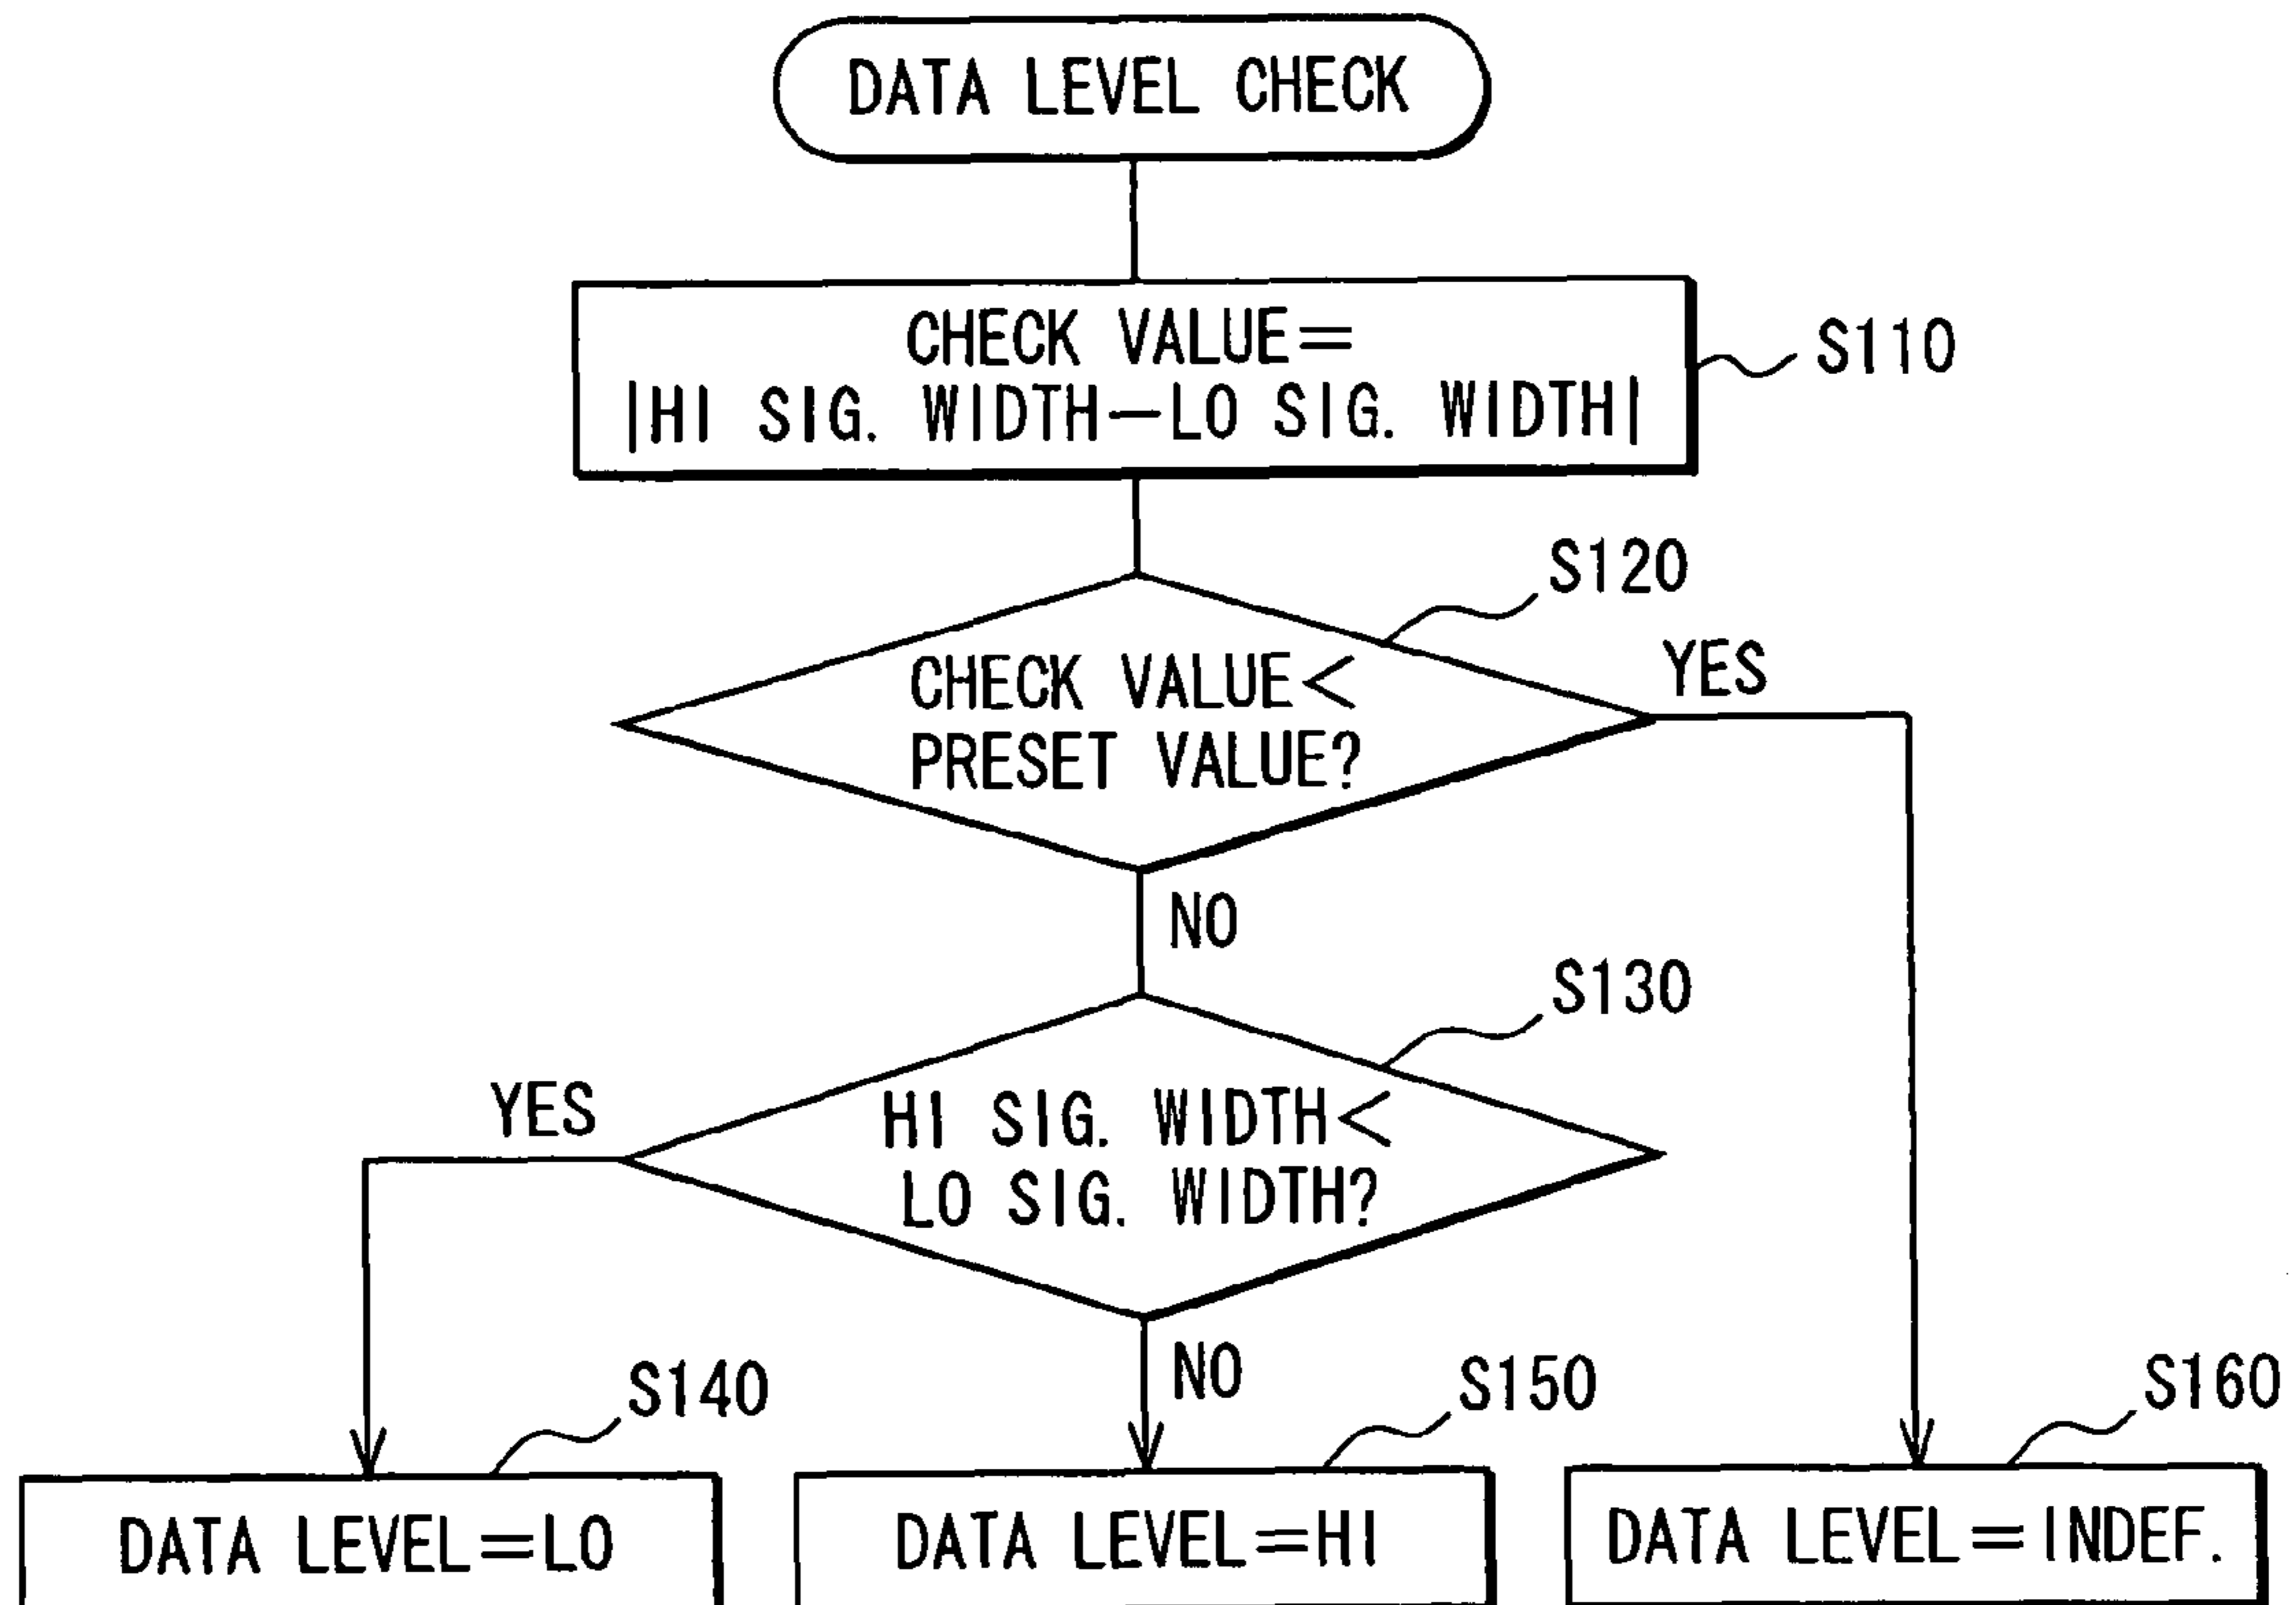 DATA LEVEL CHECK
CHECK VALUE=
|HI SIG. WIDTH—LO SIG. WIDTH|
S110
S120
CHECK VALUE<
PRESET VALUE?
YES
NO
S130
HI SIG. WIDTH<
LO SIG. WIDTH?
YES
NO
S140
DATA LEVEL=LO
S150
DATA LEVEL=HI
S160
DATA LEVEL=INDEF.